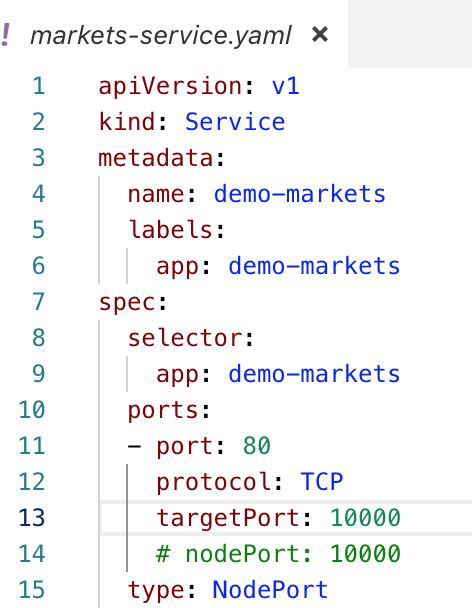 ! markets-service.yaml ×
1 apiVersion: v1
2 kind: Service
3 metadata:
4   name: demo-markets
5   labels:
6     app: demo-markets
7 spec:
8   selector:
9     app: demo-markets
10   ports:
11   - port: 80
12     protocol: TCP
13     targetPort: 10000
14     # nodePort: 10000
15   type: NodePort